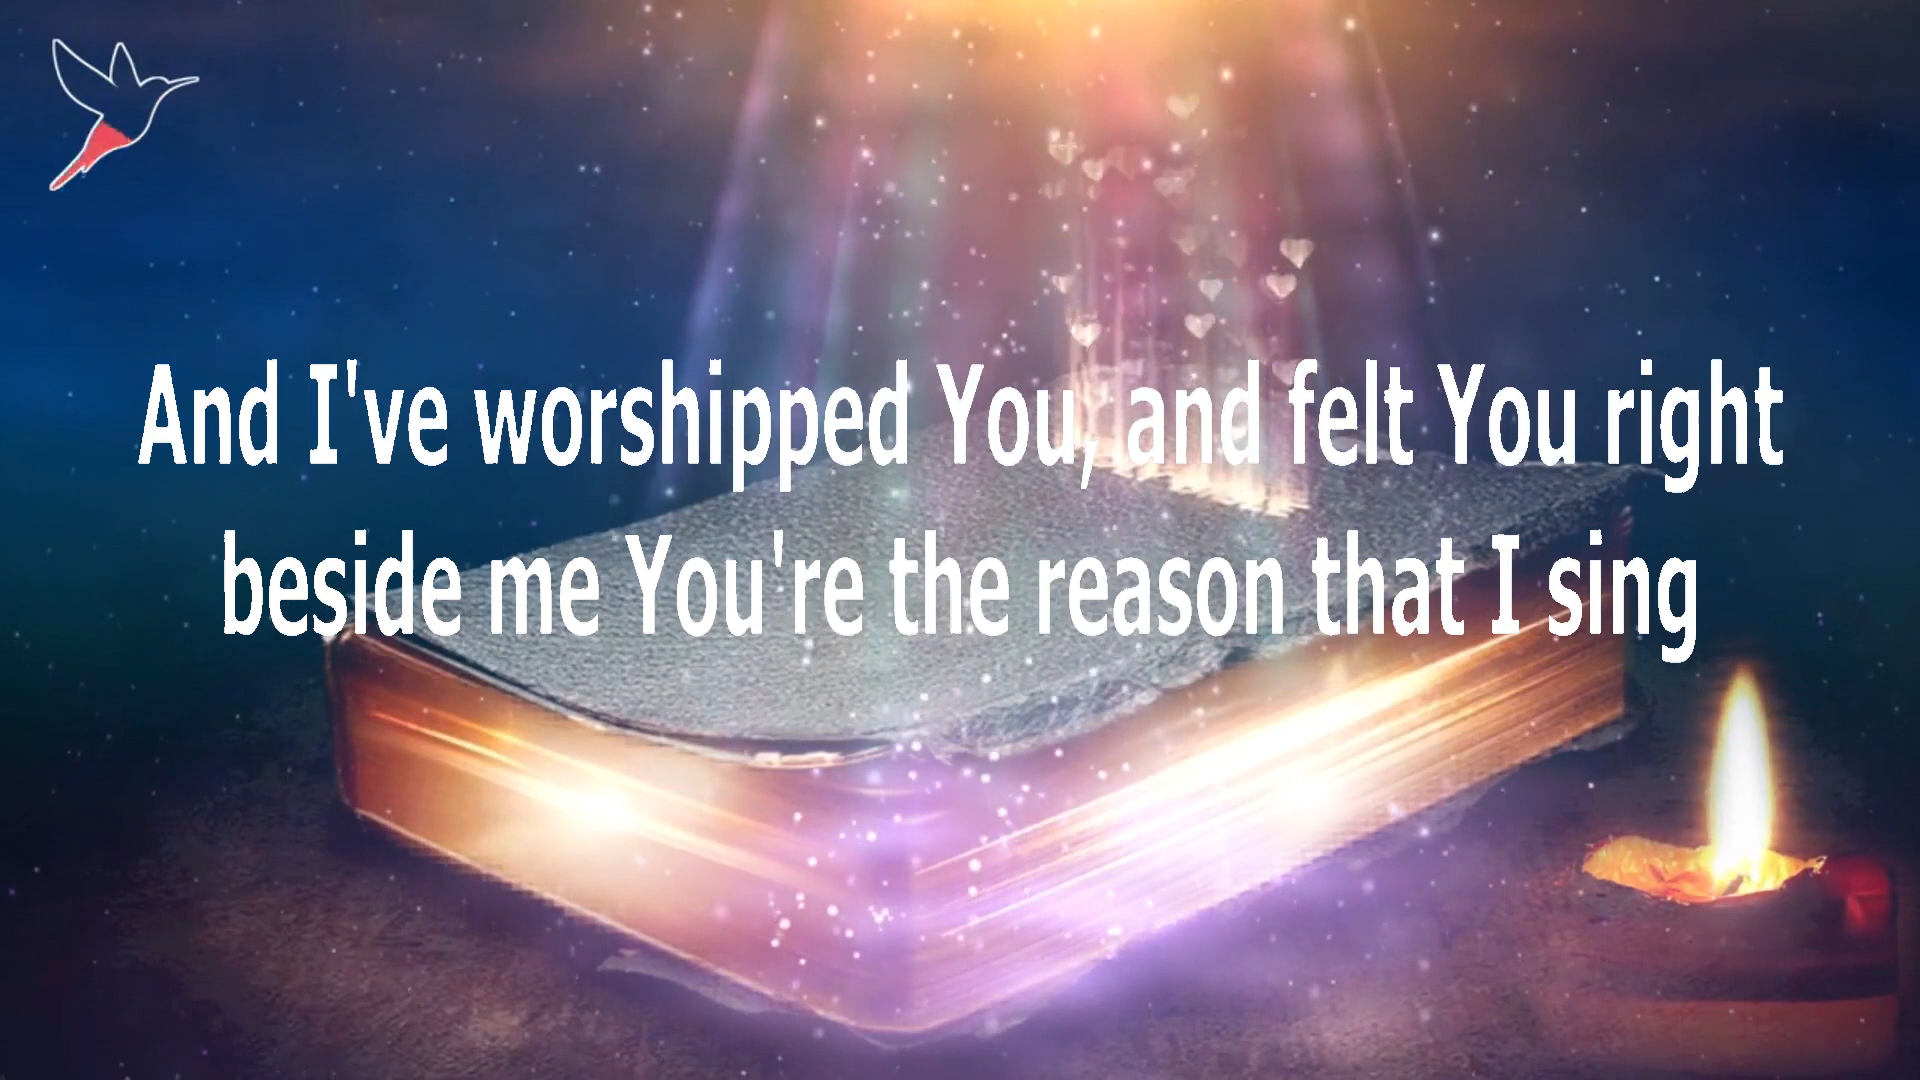 And I've worshipped You, and felt You right
beside me You're the reason that I sing